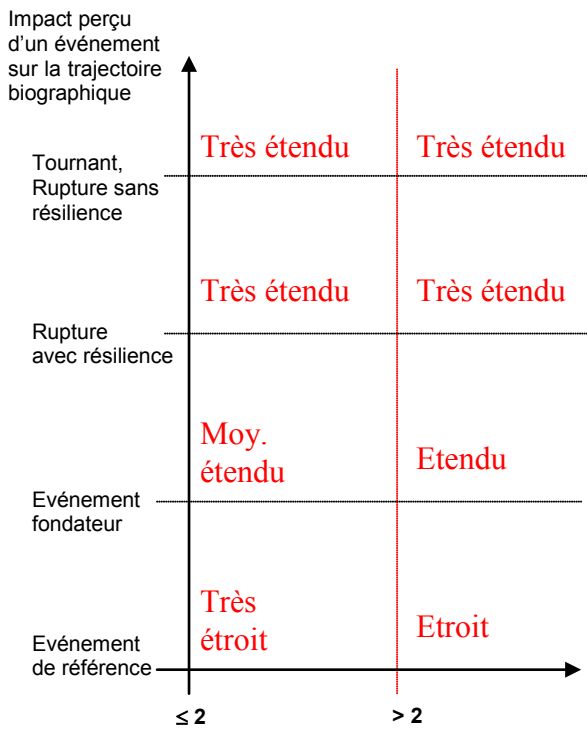 Impact perçu
d'un événement
sur la trajectoire
biographique
Très étendu Très étendu
Tournant,
Rupture sans
résilience
Très étendu Très étendu
Rupture
avec résilience
Moy.
étendu Etendu
Evénement
fondateur
Très
étroit Etroit
Evénement
de référence
≤ 2 > 2